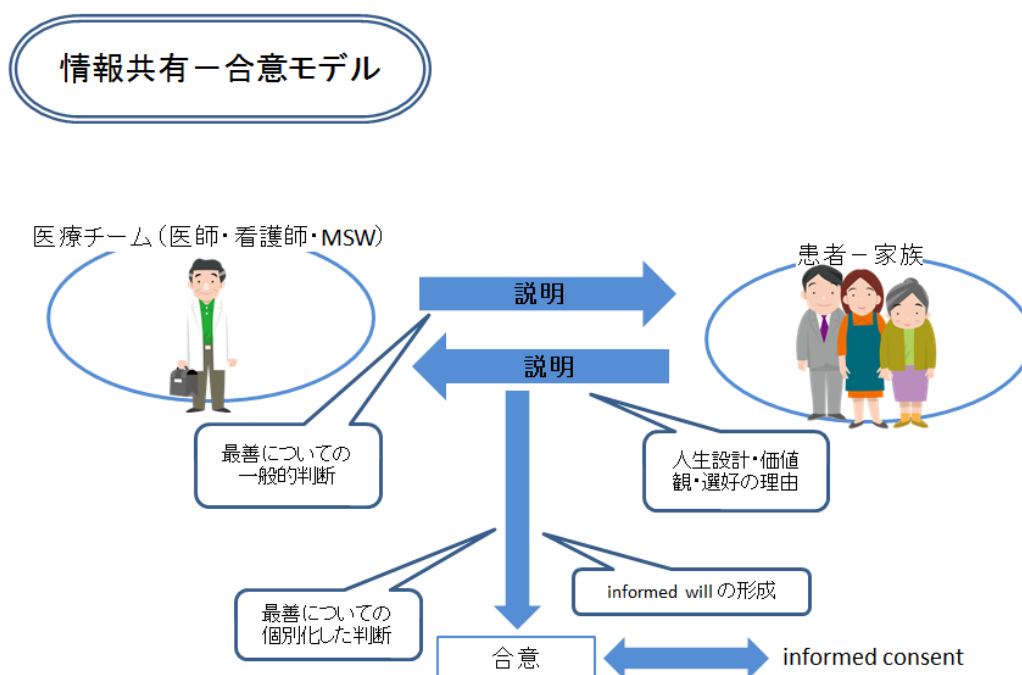 情報共有－合意モデル
医療チーム（医師・看護師・MSW）
患者－家族
説明
説明
最善についての
一般的判断
人生設計・価値
観・選好の理由
informed will の形成
最善についての
個別化した判断
合意
informed consent